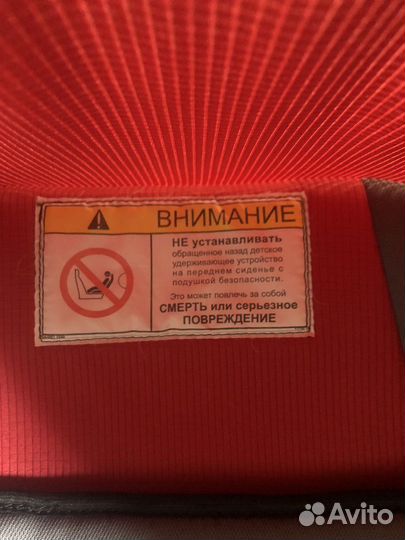 ВНИМАНИЕ
НЕ устанавливать
обращенное назад детское
удерживающее устройство
на переднем сиденье с
подушкой безопасности.
Это может повлечь за собой
СМЕРТЬ или серьезное
ПОВРЕЖДЕНИЕ
Avito